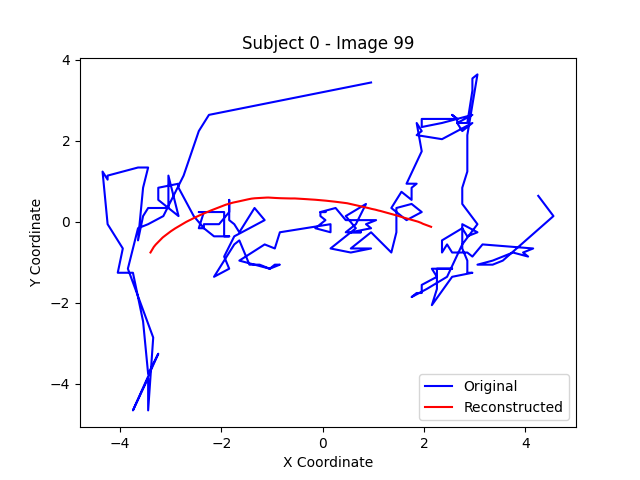 Subject 0 - Image 99
4
2
0
−2
−4
Y Coordinate
−4
−2
0
2
4
X Coordinate
Original
Reconstructed